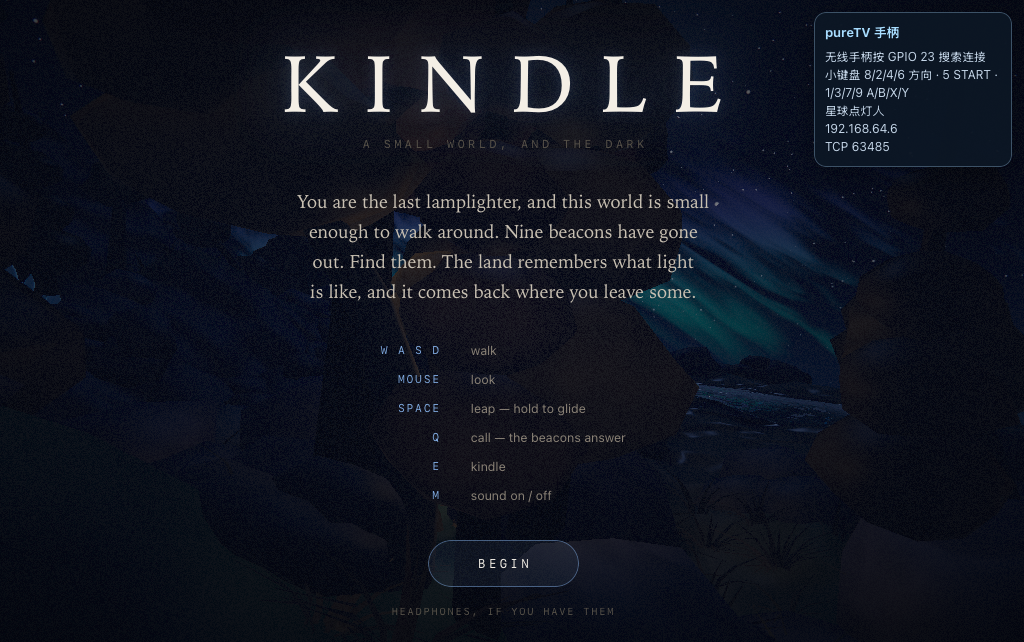 KINDLE
A SMALL WORLD, AND THE DARK
You are the last lamplighter, and this world is small
enough to walk around. Nine beacons have gone
out. Find them. The land remembers what light
is like, and it comes back where you leave some.
W A S D walk
MOUSE look
SPACE leap — hold to glide
Q call — the beacons answer
E kindle
M sound on / off
BEGIN
HEADPHONES, IF YOU HAVE THEM
pureTV 手柄
无线手柄按 GPIO 23 搜索连接
小键盘 8/2/4/6 方向 · 5 START ·
1/3/7/9 A/B/X/Y
星球点灯人
192.168.64.6
TCP 63485